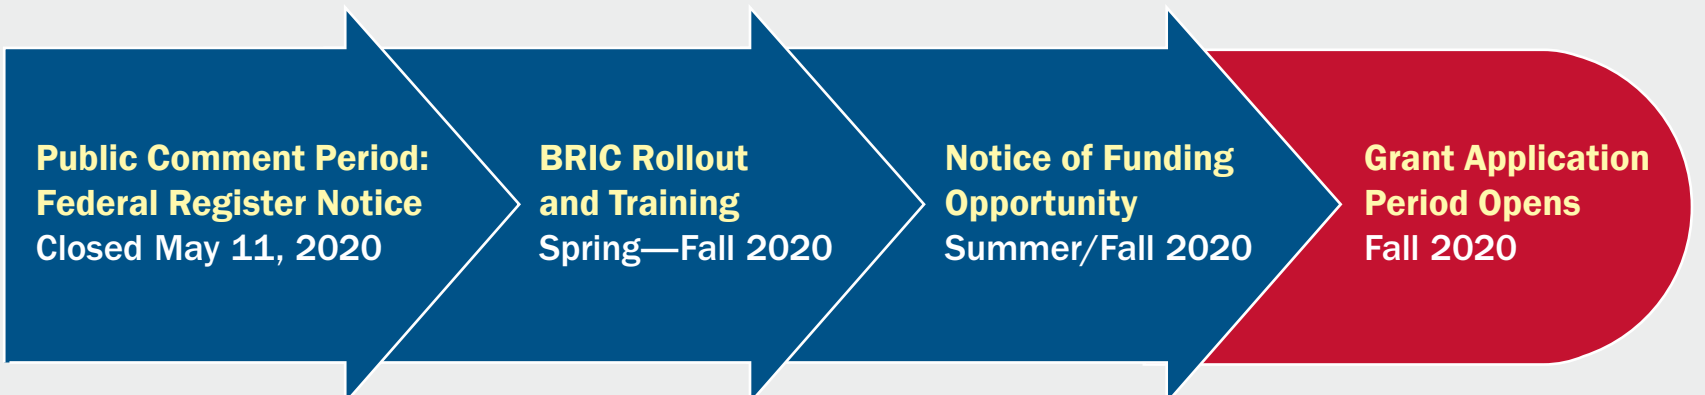 Public Comment Period:
Federal Register Notice
Closed May 11, 2020
BRIC Rollout
and Training
Spring—Fall 2020
Notice of Funding
Opportunity
Summer/Fall 2020
Grant Application
Period Opens
Fall 2020